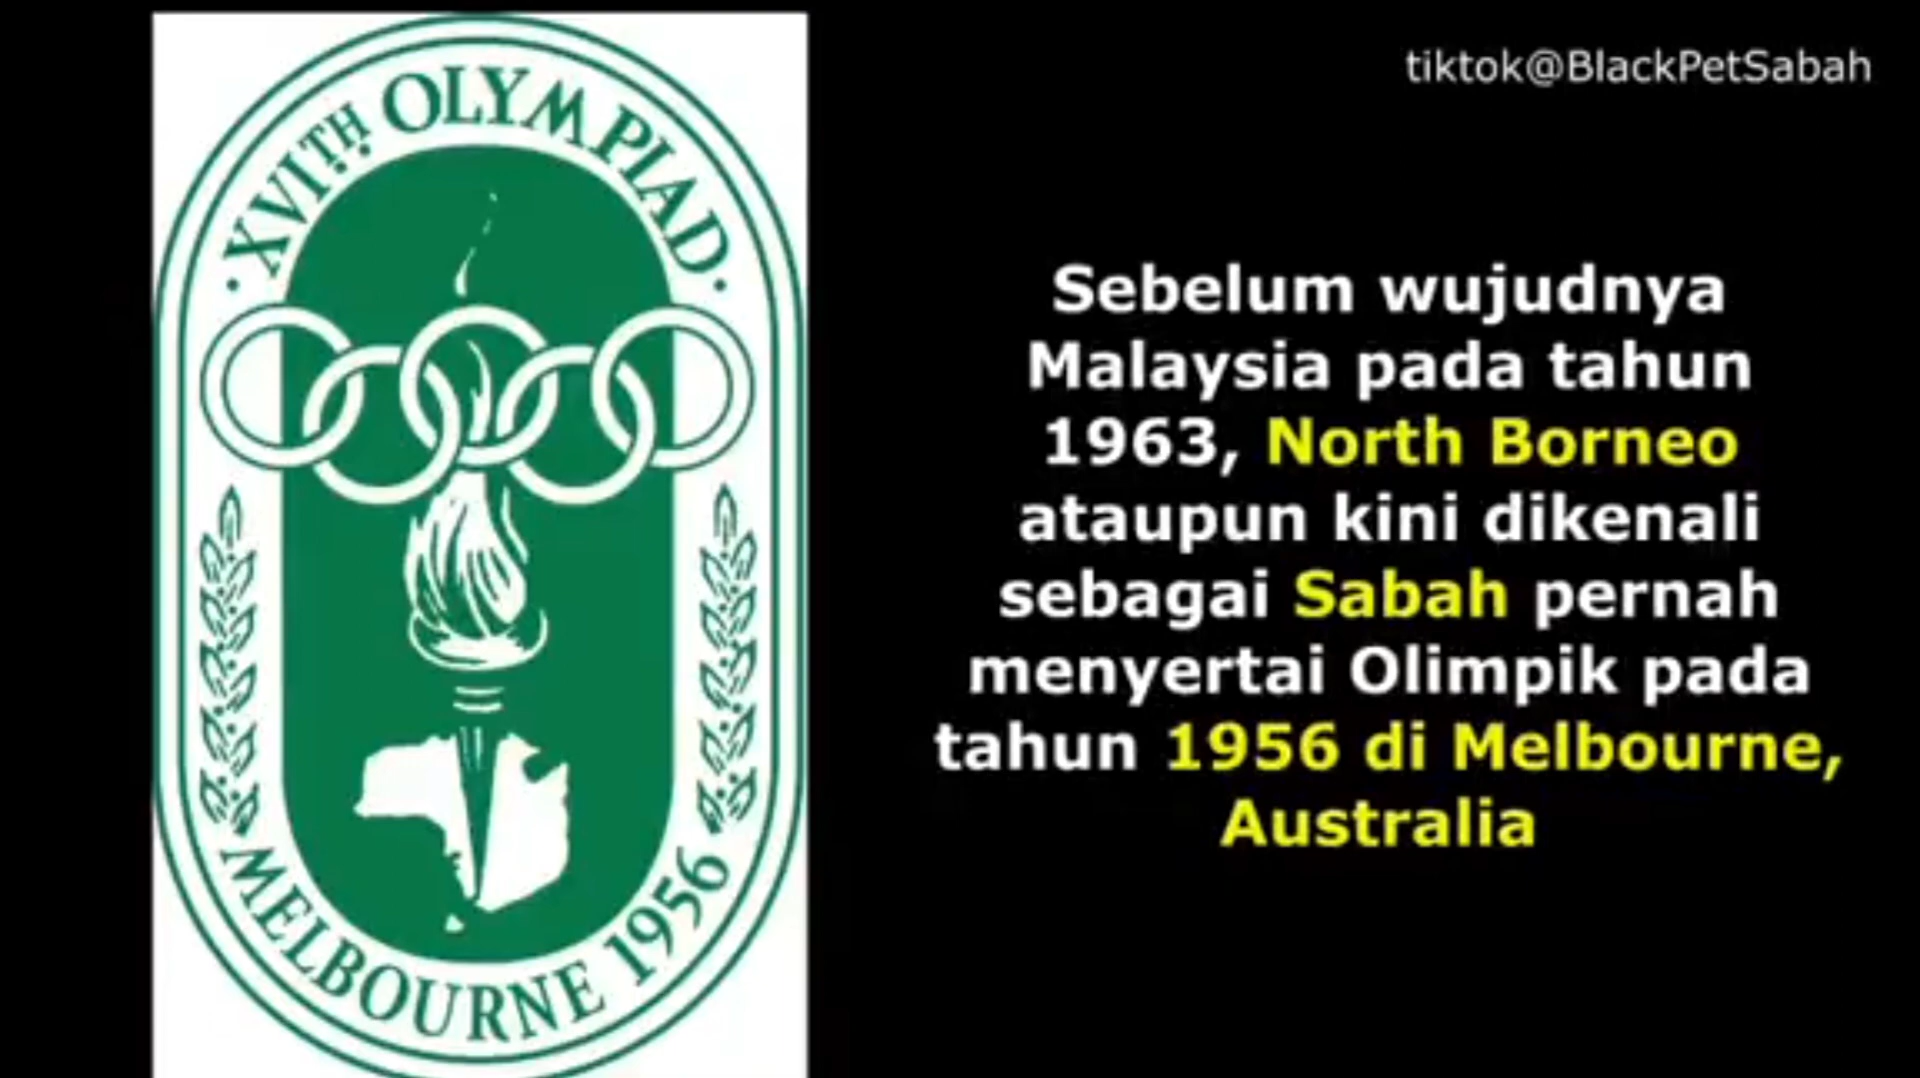 XVITH OLYMPIAD
MELBOURNE 1956
tiktok@BlackPetSabah
Sebelum wujudnya
Malaysia pada tahun
1963, North Borneo
ataupun kini dikenali
sebagai Sabah pernah
menyertai Olimpik pada
tahun 1956 di Melbourne,
Australia